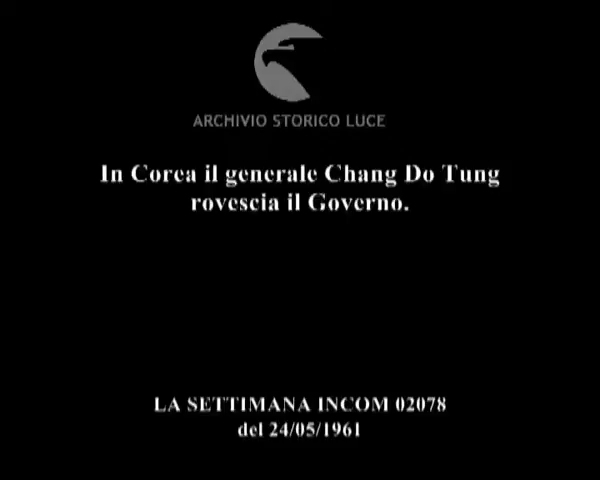 ARCHIVIO STORICO LUCE
In Corea il generale Chang Do Tung
rovescia il Governo.
LA SETTIMANA INCOM 02078
del 24/05/1961